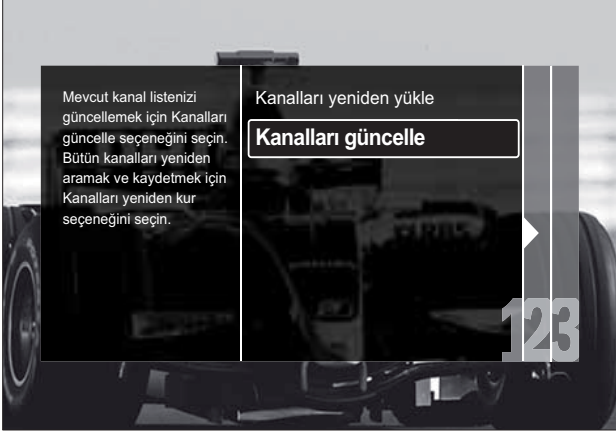 Mevcut kanal listenizi
güncellemek için Kanalları
güncelle seçeneğini seçin.
Bütün kanalları yeniden
aramak ve kaydetmek için
Kanalları yeniden kur
seçeneğini seçin.
Kanalları yeniden yükle
Kanalları güncelle
123